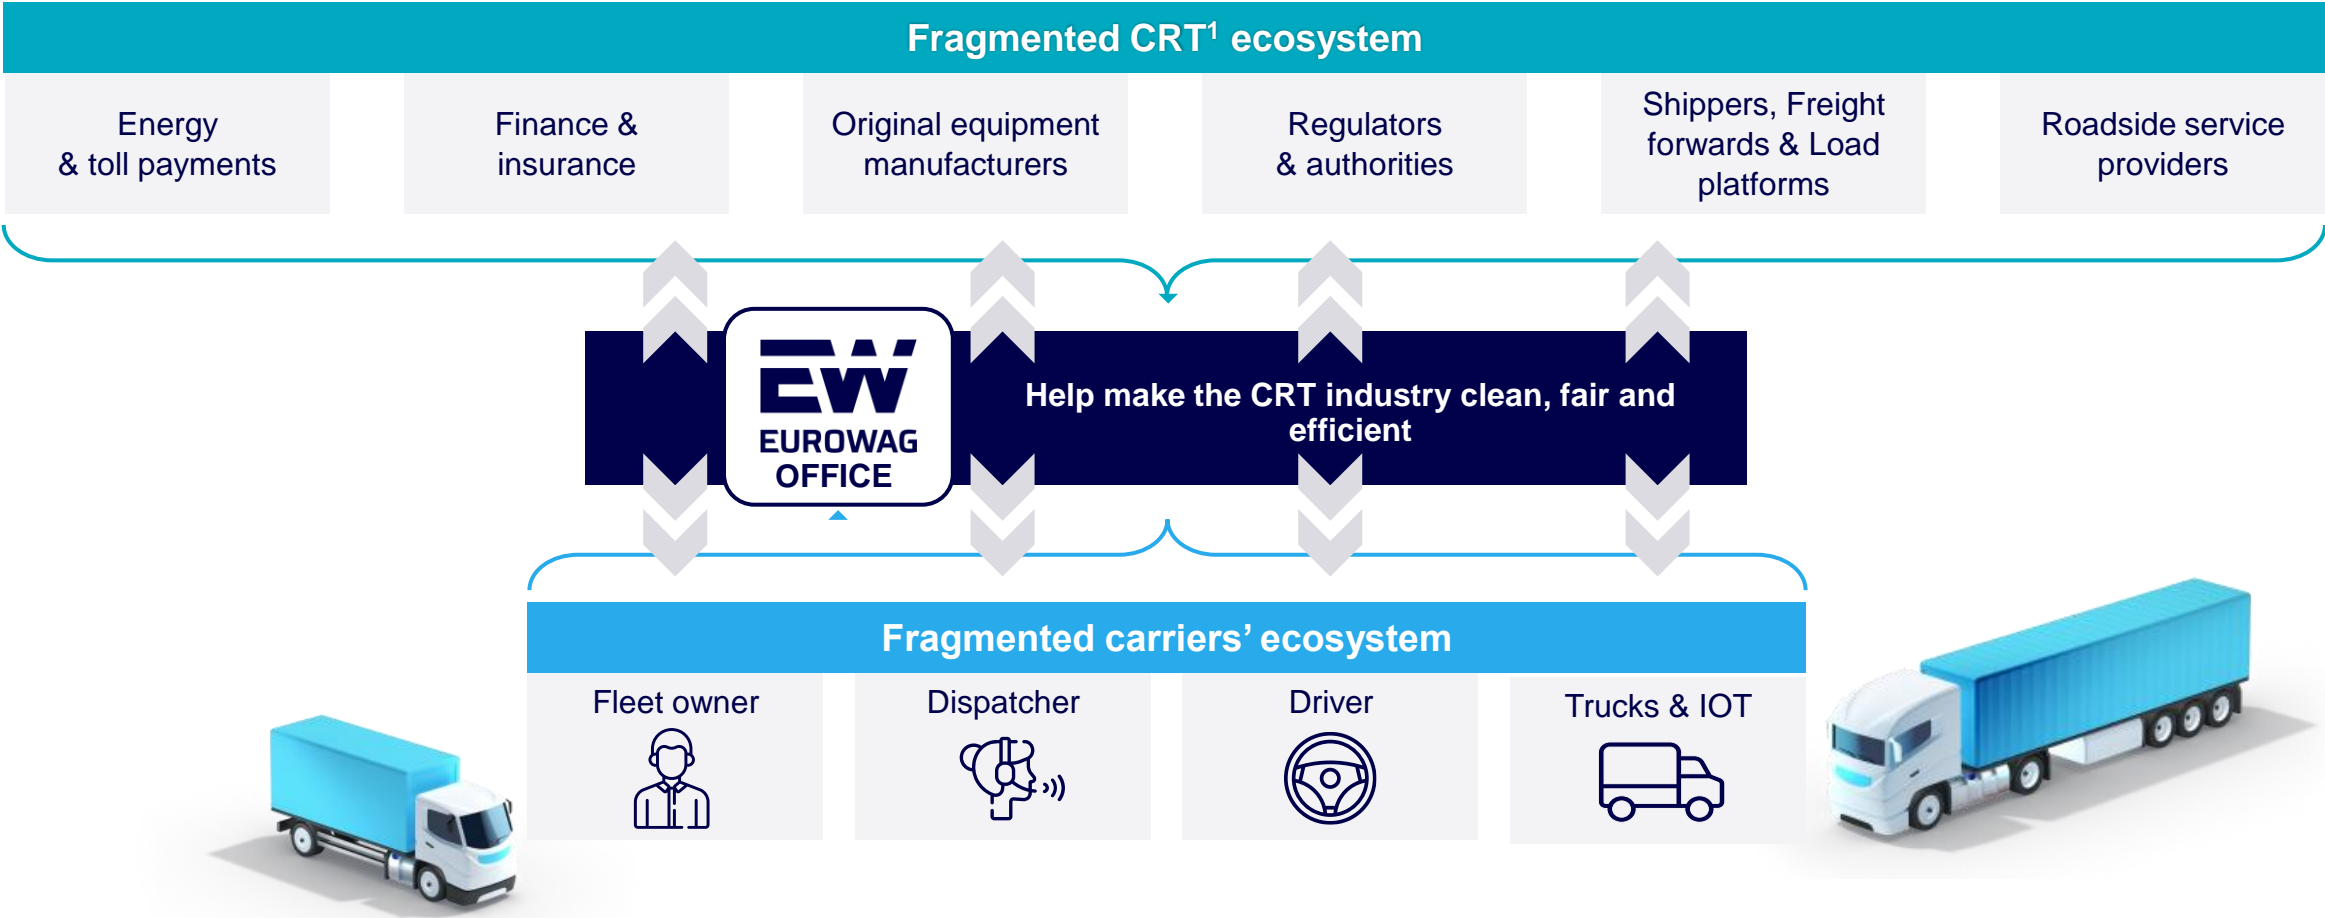 Fragmented CRT¹ ecosystem
Energy
& toll payments
Finance &
insurance
Original equipment
manufacturers
Regulators
& authorities
Shippers, Freight
forwards & Load
platforms
Roadside service
providers
EW
EUROWAG
OFFICE
Help make the CRT industry clean, fair and
efficient
Fragmented carriers’ ecosystem
Fleet owner
Dispatcher
Driver
Trucks & IOT